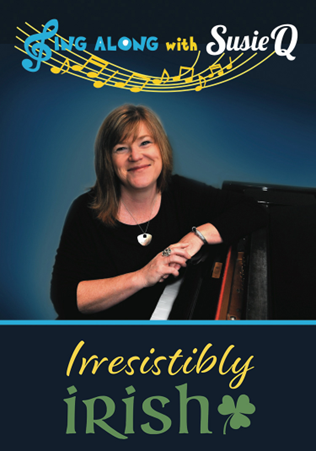 SING ALONG with SusieQ
Irresistibly
iRish